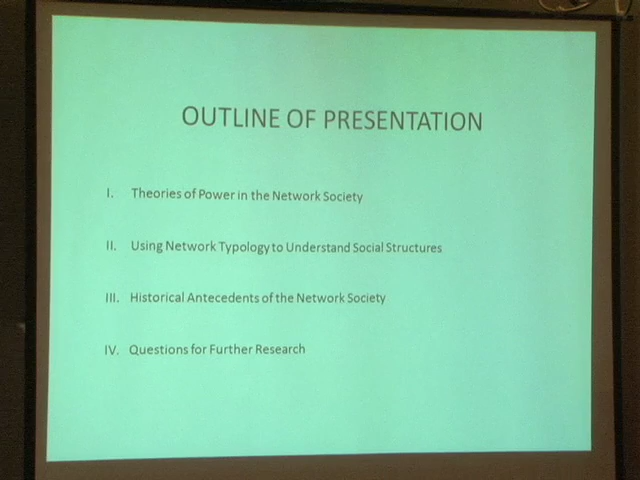 OUTLINE OF PRESENTATION
I. Theories of Power in the Network Society
II. Using Network Typology to Understand Social Structures
III. Historical Antecedents of the Network Society
IV. Questions for Further Research